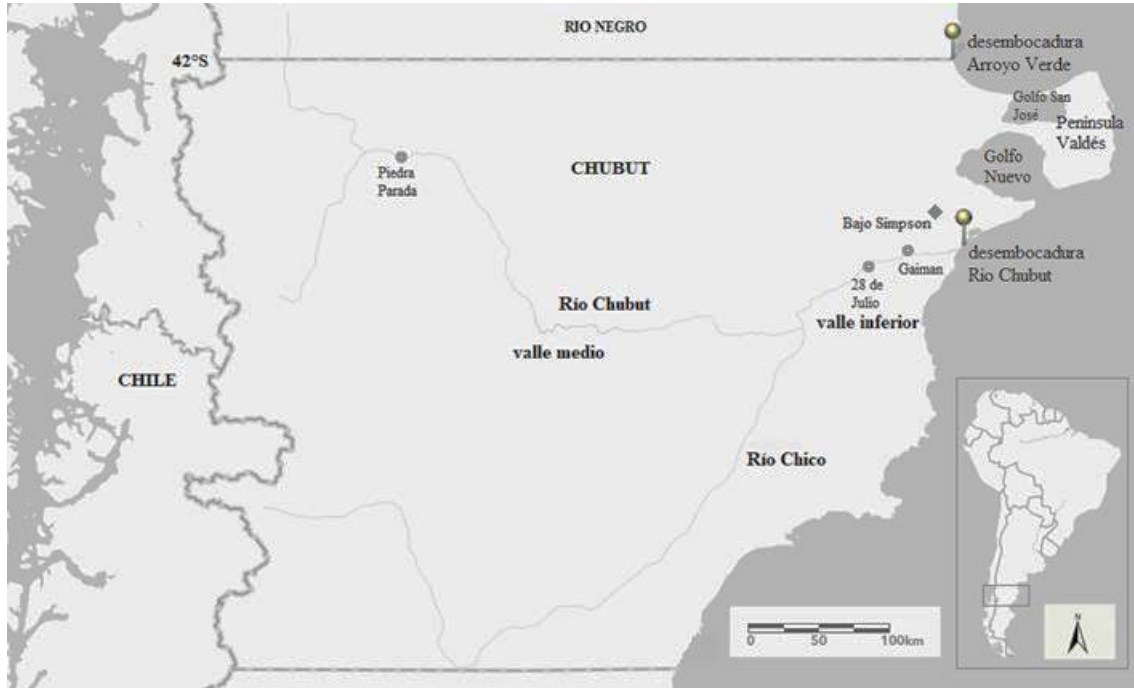 RIO NEGRO
42°S
desembocadura
Arroyo Verde
Golfo San
José
Península
Valdés
Golfo
Nuevo
CHUBUT
Piedra
Parada
Bajo Simpson
desembocadura
Río Chubut
Gaiman
28 de
Julio
valle inferior
Río Chubut
valle medio
CHILE
Río Chico
0 50 100km
N